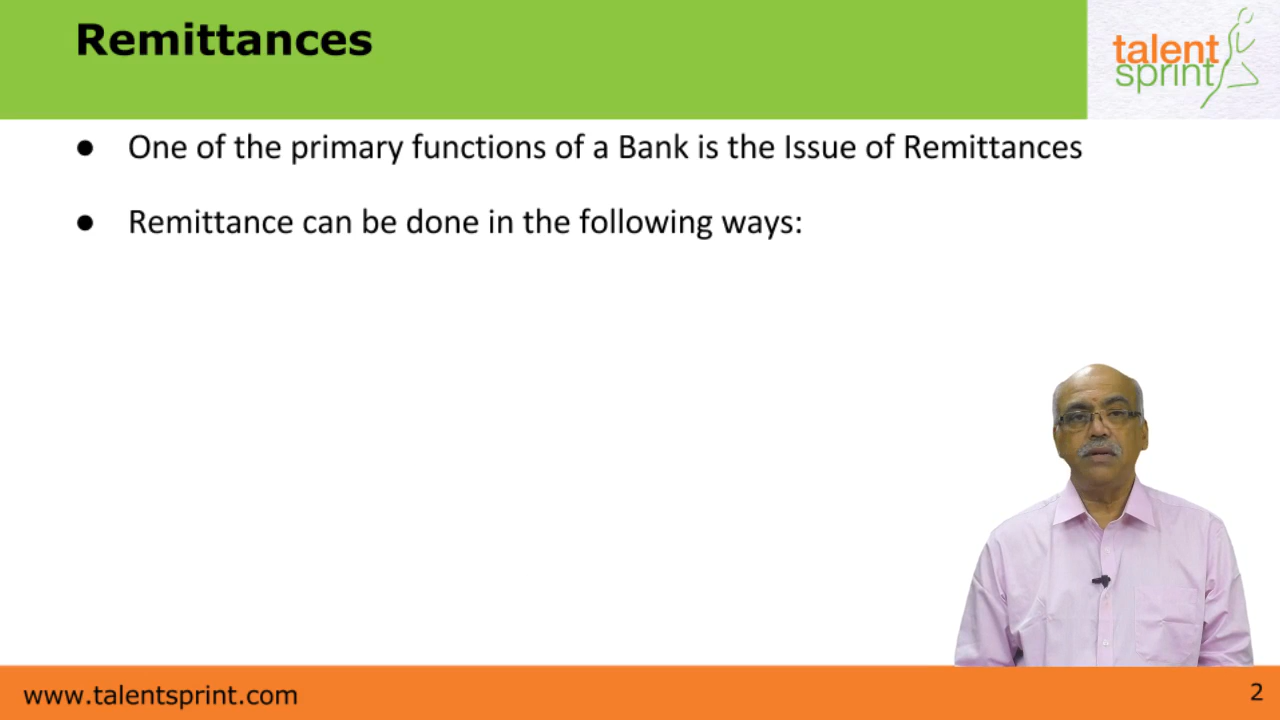 Remittances
talent
sprint
● One of the primary functions of a Bank is the Issue of Remittances
● Remittance can be done in the following ways:
www.talentsprint.com
2